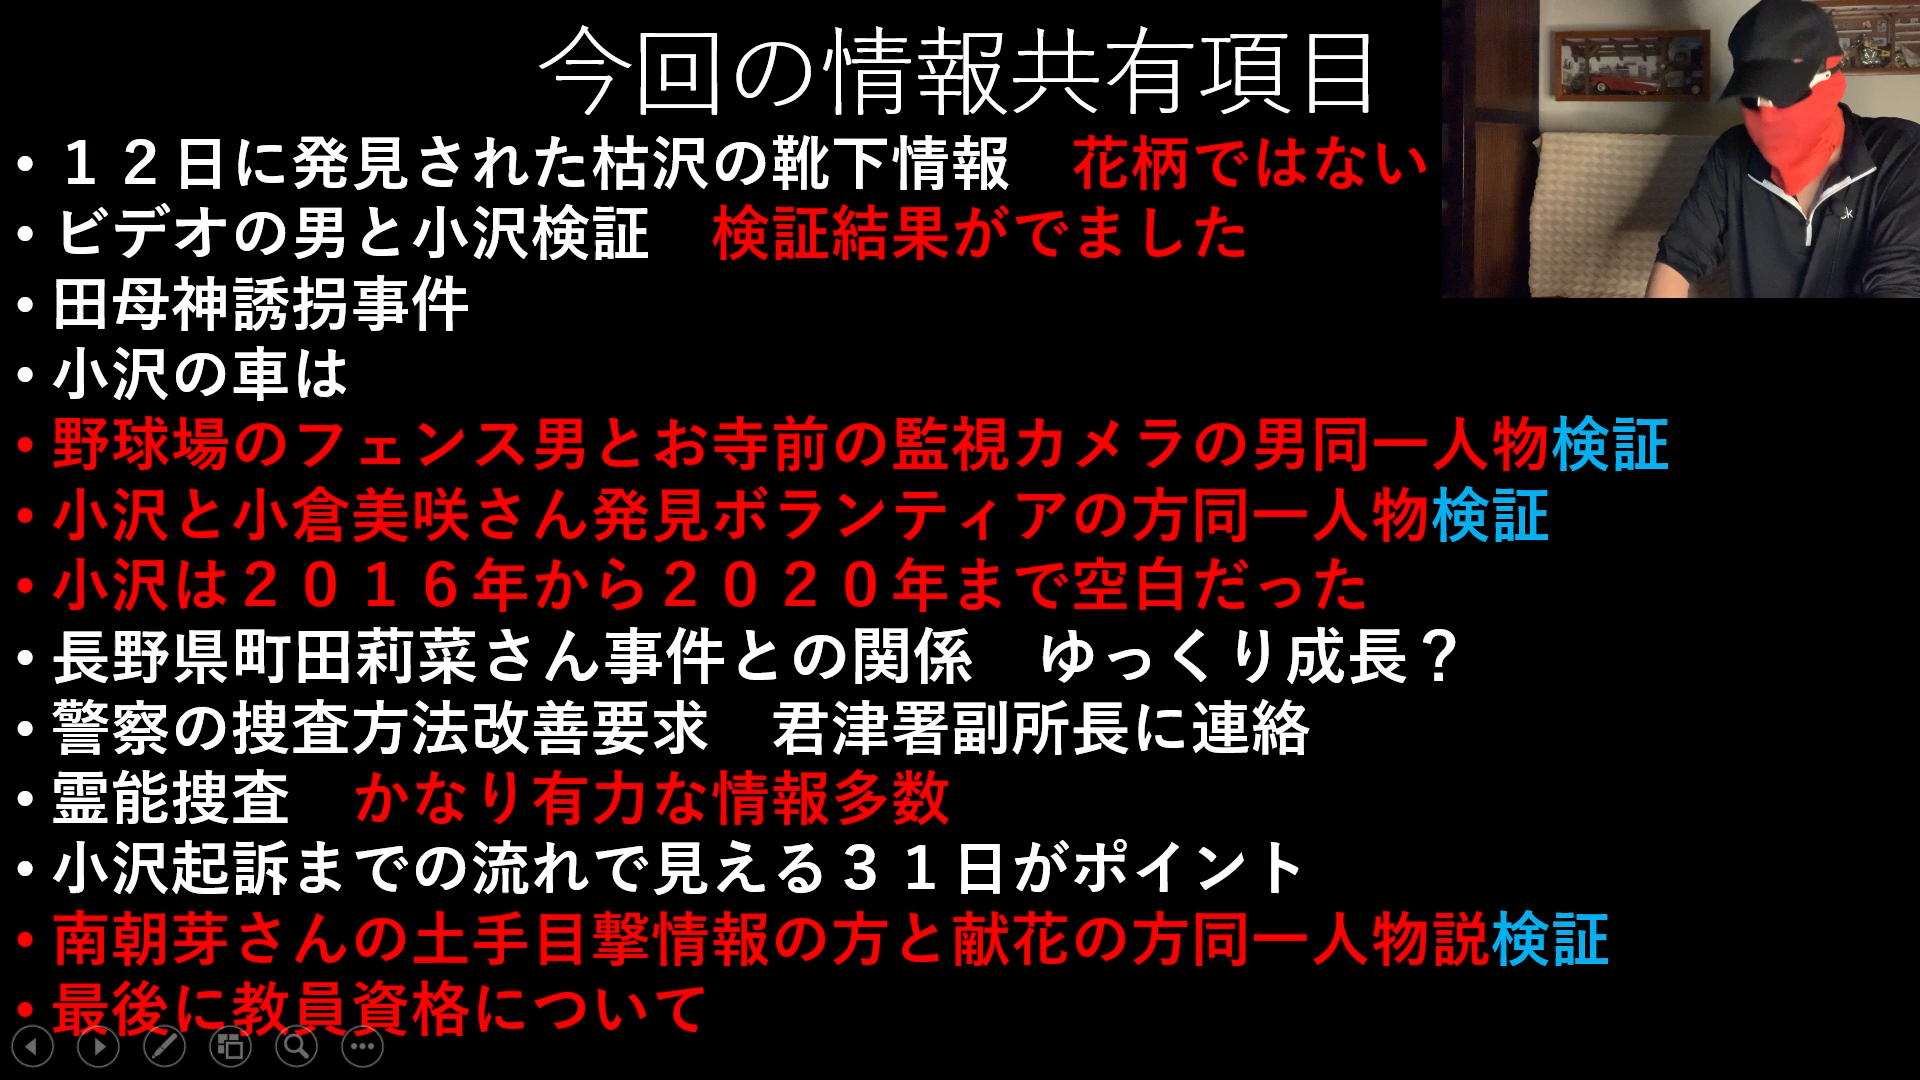 今回の情報共有項目
・１２日に発見された枯沢の靴下情報　花柄ではない
・ビデオの男と小沢検証　検証結果がでました
・田母神誘拐事件
・小沢の車は
・野球場のフェンス男とお寺前の監視カメラの男同一人物検証
・小沢と小倉美咲さん発見ボランティアの方同一人物検証
・小沢は２０１６年から２０２０年まで空白だった
・長野県町田莉菜さん事件との関係　ゆっくり成長？
・警察の捜査方法改善要求　君津署副所長に連絡
・霊能捜査　かなり有力な情報多数
・小沢起訴までの流れで見える３１日がポイント
・南朝芽さんの土手目撃情報の方と献花の方同一人物説検証
・最後に教員資格について